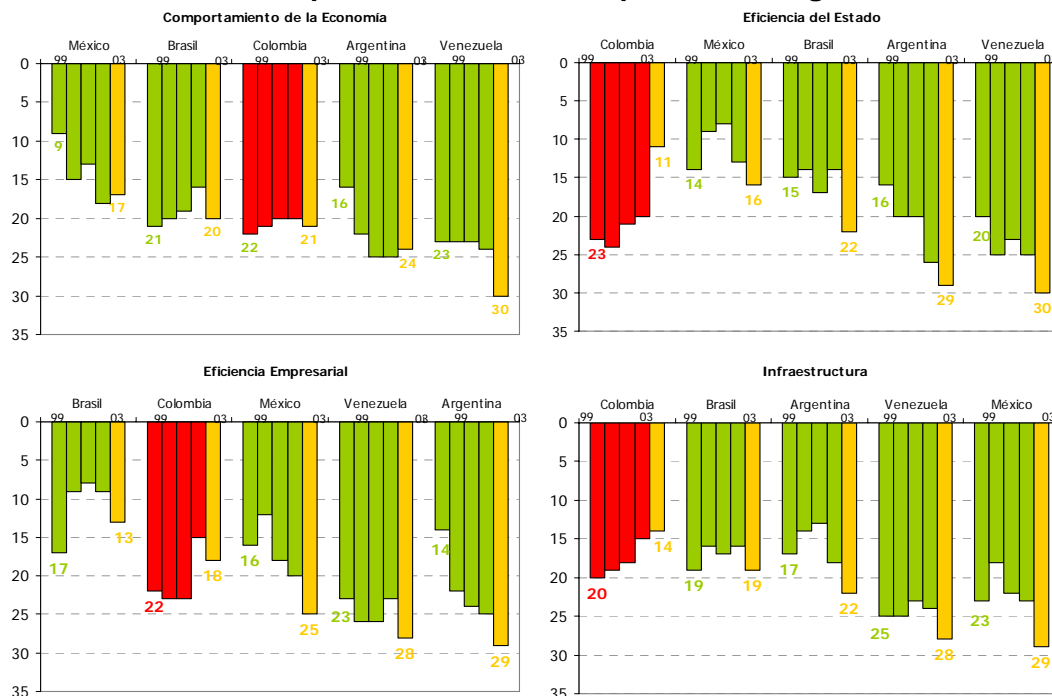 Comportamiento de la Economía
México Brasil Colombia Argentina Venezuela
99 03 99 03 99 03 99 03 99 03
0
5
10
15
20
25
30
35
9 17 21 20 22 21 16 24 23 30
Eficiencia del Estado
Colombia México Brasil Argentina Venezuela
99 03 99 03 99 03 99 03 99
0
5
10
15
20
25
30
35
23 11 14 16 15 22 16 29 20 30
Eficiencia Empresarial
Brasil Colombia México Venezuela Argentina
99 03 99 03 99 03 99 03 99 03
0
5
10
15
20
25
30
35
17 13 22 18 16 25 23 28 14 29
Infraestructura
Colombia Brasil Argentina Venezuela México
99 03 99 03 99 03 99 03 99 03
0
5
10
15
20
25
30
35
20 14 19 19 17 22 25 28 23 29